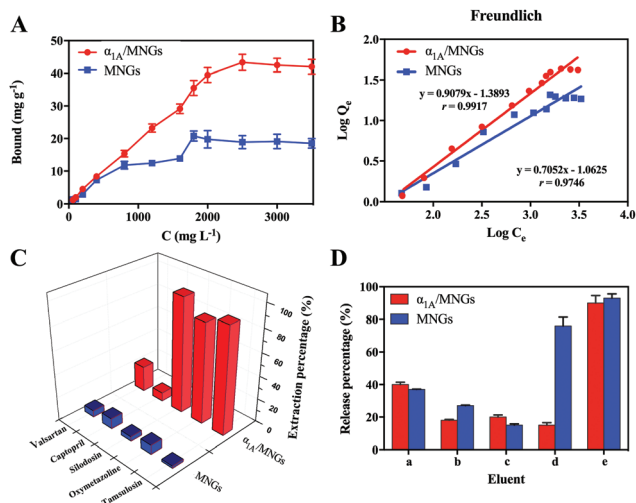 A
α1A/MNGs
MNGs
Bound (mg g-1)
50
40
30
20
10
0
0
1000
2000
3000
C (mg L-1)
B
Freundlich
α1A/MNGs
MNGs
y = 0.9079x - 1.3893
r = 0.9917
y = 0.7052x - 1.0625
r = 0.9746
Log Qe
2.0
1.5
1.0
0.5
0.0
2.0
2.5
3.0
3.5
4.0
Log Ce
C
Extraction percentage (%)
100
80
60
40
20
0
Valsartan
Captopril
Silodosin
Oxymetazoline
Tamsulosin
MNGs
α1A/MNGs
D
α1A/MNGs
MNGs
Release percentage (%)
100
80
60
40
20
0
a
b
c
d
e
Eluent